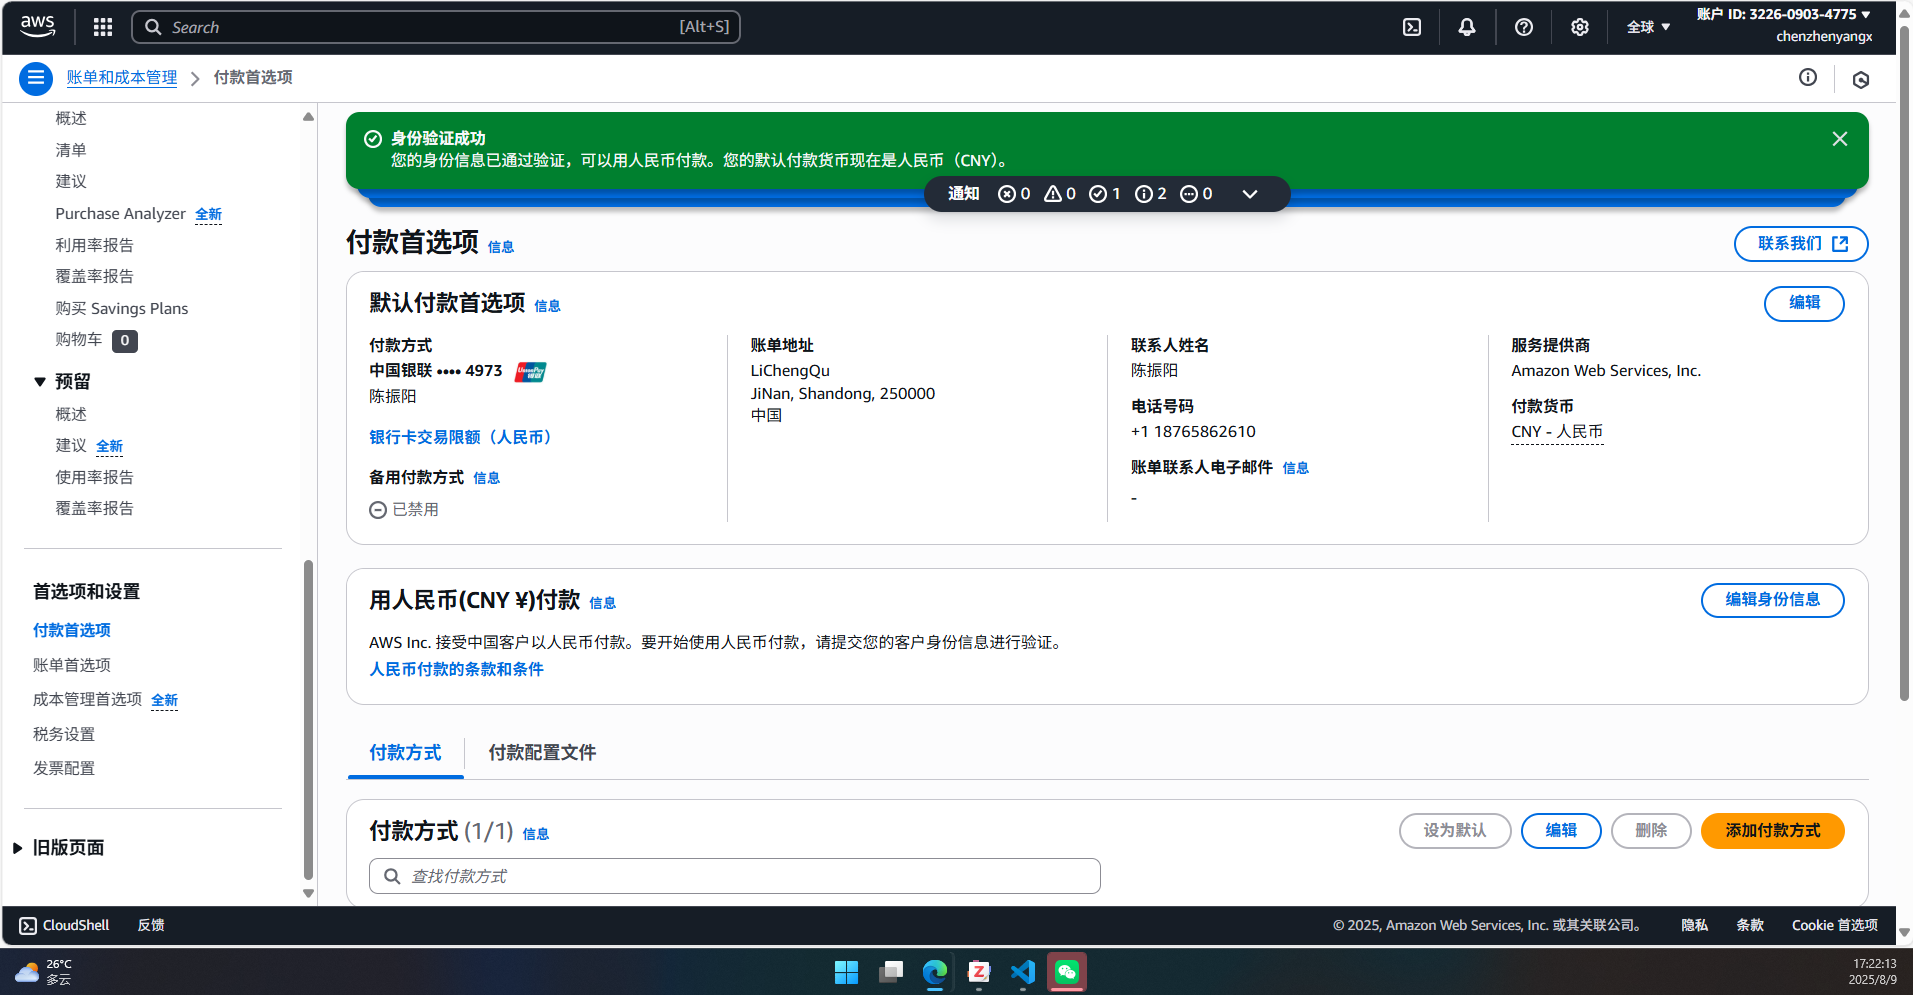 aws
Search
[Alt+S]
全球
账户 ID: 3226-0903-4775
chenzhenyangx
账单和成本管理
付款首选项
概述
清单
建议
Purchase Analyzer 全新
利用率报告
覆盖率报告
购买 Savings Plans
购物车 0
预留
概述
建议 全新
使用率报告
覆盖率报告
首选项和设置
付款首选项
账单首选项
成本管理首选项 全新
税务设置
发票配置
旧版页面
身份验证成功
您的身份信息已通过验证，可以用人民币付款。您的默认付款货币现在是人民币（CNY）。
通知 0 0 1 2 0
付款首选项 信息
联系我们
默认付款首选项 信息
编辑
付款方式
中国银联 •••• 4973
UnionPay
银联
陈振阳
银行卡交易限额（人民币）
备用付款方式 信息
已禁用
账单地址
LiChengQu
JiNan, Shandong, 250000
中国
联系人姓名
陈振阳
电话号码
+1 18765862610
账单联系人电子邮件 信息
-
服务提供商
Amazon Web Services, Inc.
付款货币
CNY - 人民币
用人民币(CNY ¥)付款 信息
编辑身份信息
AWS Inc. 接受中国客户以人民币付款。要开始使用人民币付款，请提交您的客户身份信息进行验证。
人民币付款的条款和条件
付款方式
付款配置文件
付款方式 (1/1) 信息
设为默认
编辑
删除
添加付款方式
查找付款方式
CloudShell
反馈
© 2025, Amazon Web Services, Inc. 或其关联公司。
隐私
条款
Cookie 首选项
26°C
多云
17:22:13
2025/8/9